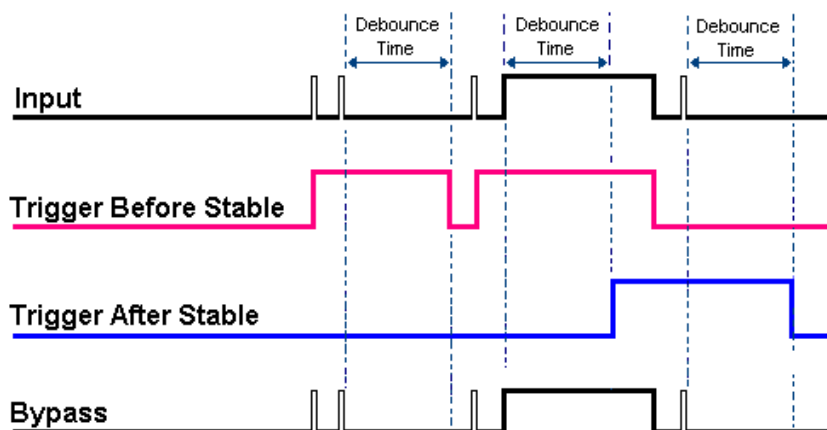 Debounce
Time
Debounce
Time
Debounce
Time
Input
Trigger Before Stable
Trigger After Stable
Bypass